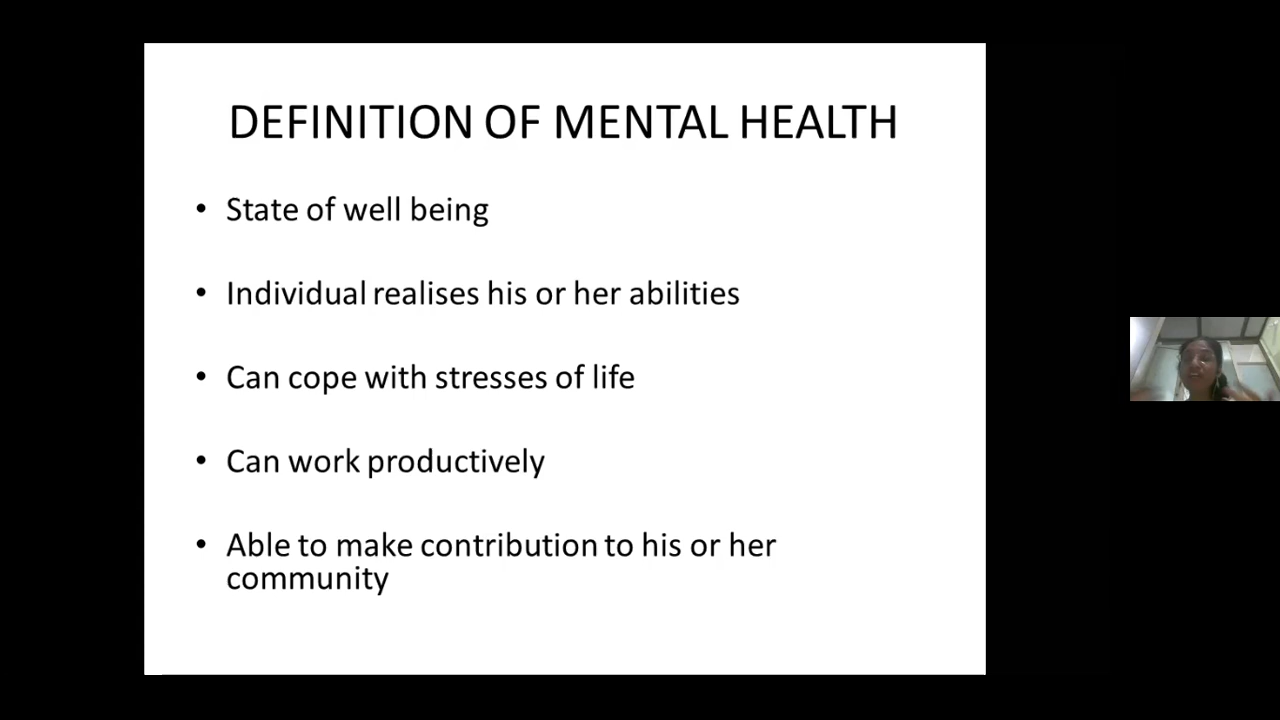 DEFINITION OF MENTAL HEALTH
• State of well being
• Individual realises his or her abilities
• Can cope with stresses of life
• Can work productively
• Able to make contribution to his or her
community